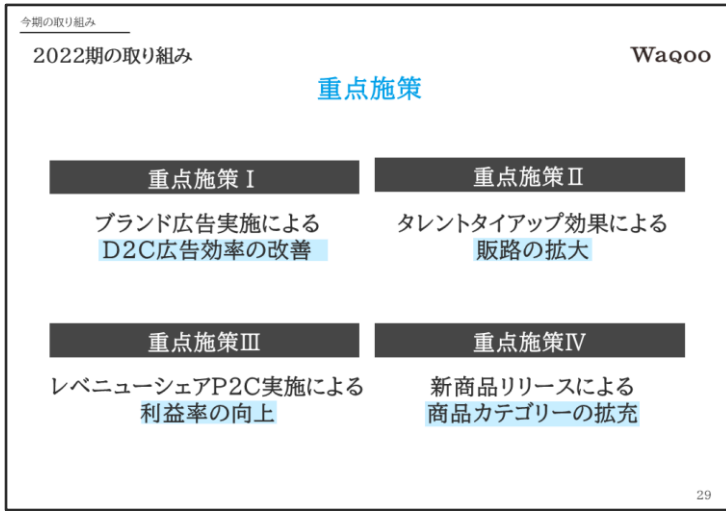 今期の取り組み
2022期の取り組み
Waqoo
重点施策
重点施策Ⅰ
重点施策Ⅱ
ブランド広告実施による
D2C広告効率の改善
タレントタイアップ効果による
販路の拡大
重点施策Ⅲ
重点施策Ⅳ
レベニューシェアP2C実施による
利益率の向上
新商品リリースによる
商品カテゴリーの拡充
29